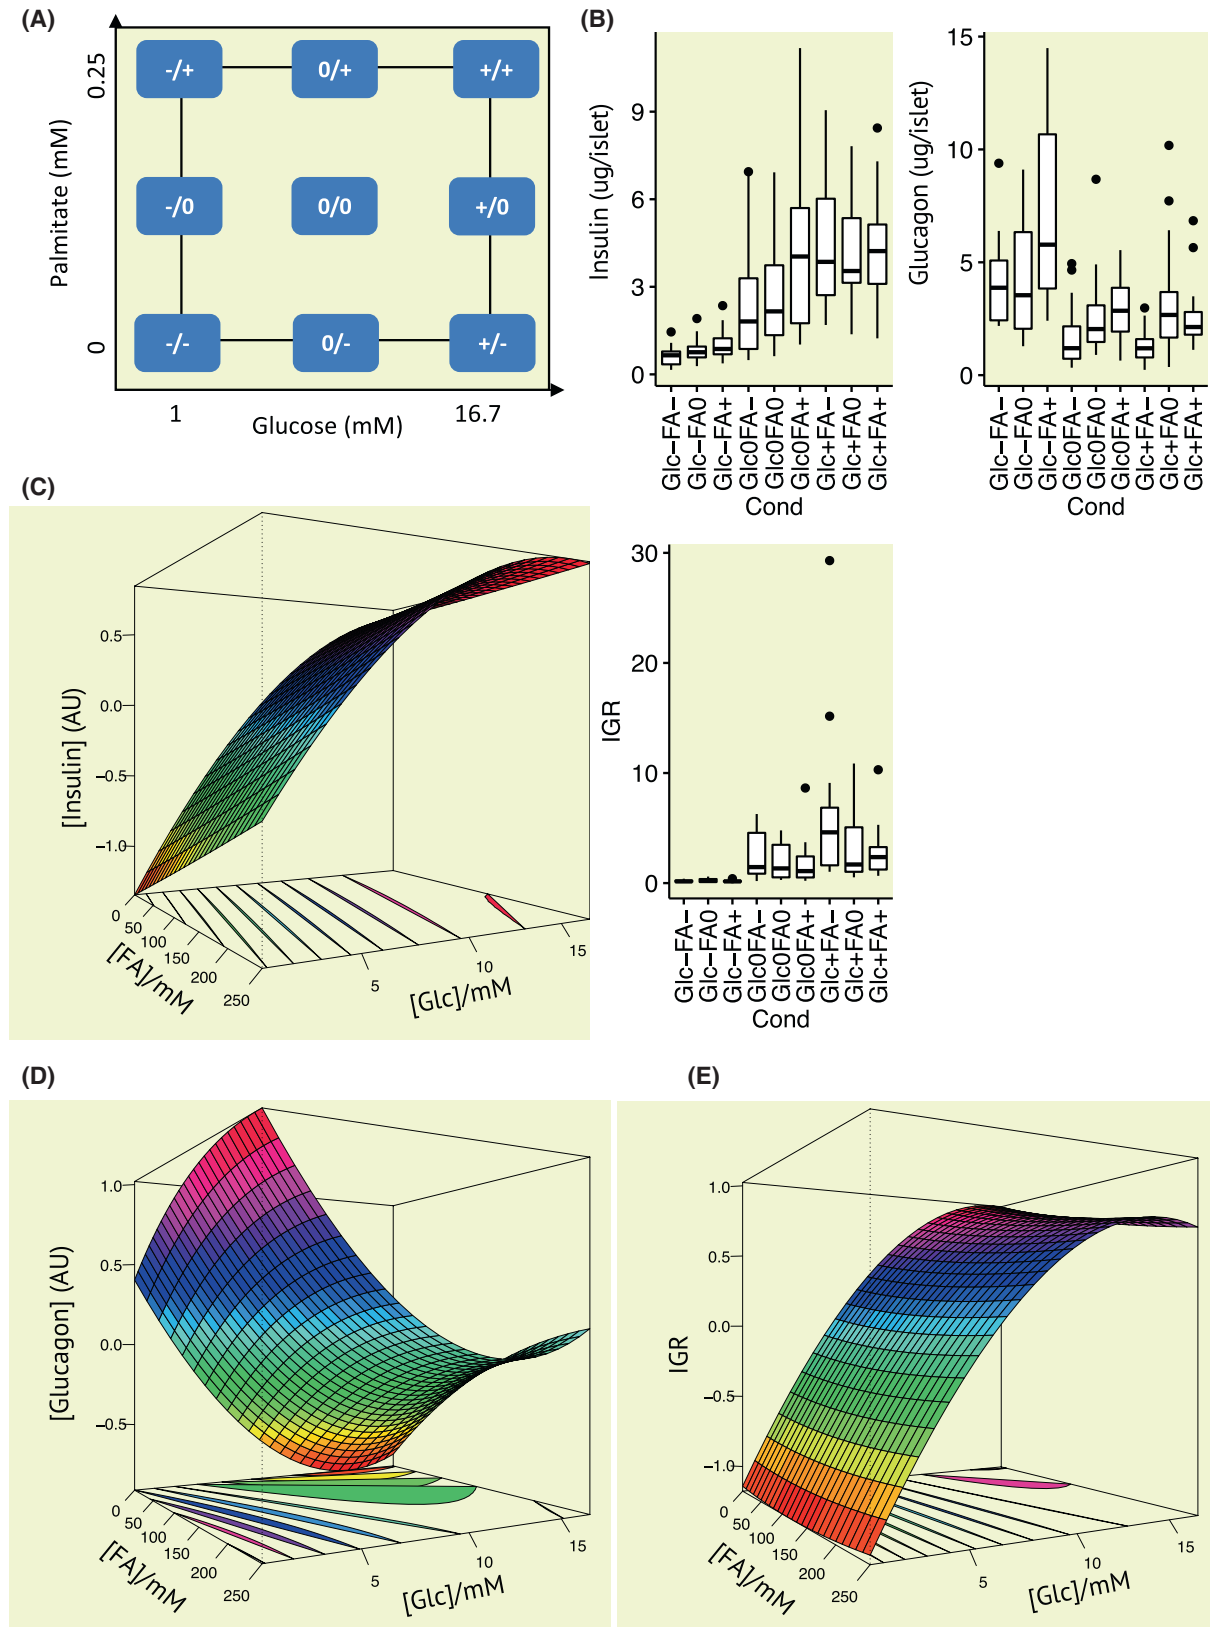 (A)
Palmitate (mM)
0.25
0
-/+
0/+
+/+
-/0
0/0
+/0
-/-
0/-
+/-
1
16.7
Glucose (mM)
(B)
Insulin (ug/islet)
9
6
3
0
Glc−FA−
Glc−FA0
Glc−FA+
Glc0FA−
Glc0FA0
Glc0FA+
Glc+FA−
Glc+FA0
Glc+FA+
Cond
Glucagon (ug/islet)
15
10
5
0
Glc−FA−
Glc−FA0
Glc−FA+
Glc0FA−
Glc0FA0
Glc0FA+
Glc+FA−
Glc+FA0
Glc+FA+
Cond
IGR
30
20
10
0
Glc−FA−
Glc−FA0
Glc−FA+
Glc0FA−
Glc0FA0
Glc0FA+
Glc+FA−
Glc+FA0
Glc+FA+
Cond
(C)
[Insulin] (AU)
0.5
0.0
−0.5
−1.0
0
50
100
150
200
250
[FA]/mM
5
10
15
[Glc]/mM
(D)
[Glucagon] (AU)
1.0
0.5
0.0
−0.5
0
50
100
150
200
250
[FA]/mM
5
10
15
[Glc]/mM
(E)
IGR
1.0
0.5
0.0
−0.5
−1.0
0
50
100
150
200
250
[FA]/mM
5
10
15
[Glc]/mM